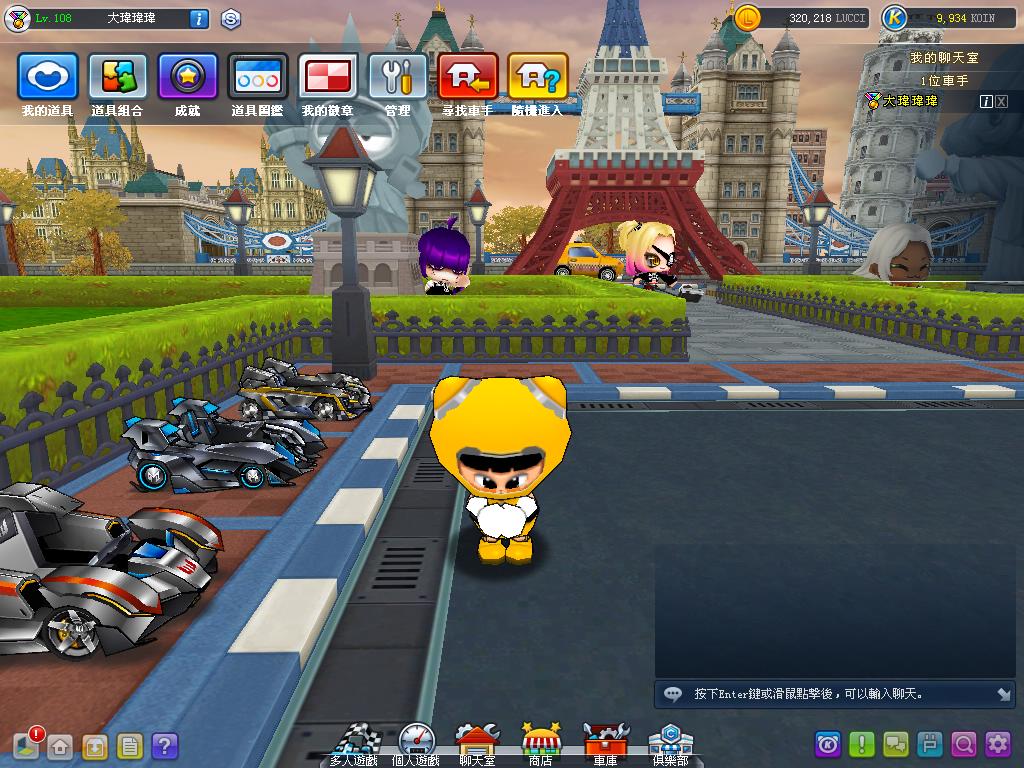 Lv. 108 大瑋瑋瑋
320,218 LUCCI
9,934 KOIN
我的道具 道具組合 成就 道具圖鑑 我的徽章 管理 尋找車手 隨機進入
我的聊天室
1位車手
大瑋瑋瑋
按下Enter鍵或滑鼠點擊後，可以輸入聊天。
多人遊戲 個人遊戲 聊天室 商店 車庫 俱樂部